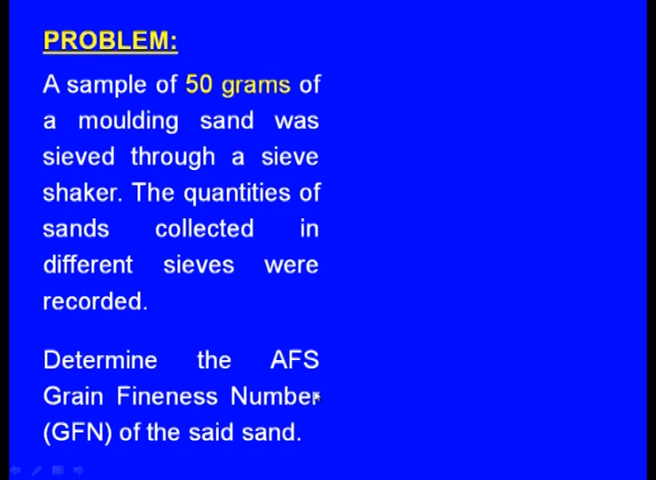 PROBLEM:
A sample of 50 grams of
a moulding sand was
sieved through a sieve
shaker. The quantities of
sands collected in
different sieves were
recorded.
Determine the AFS
Grain Fineness Number
(GFN) of the said sand.